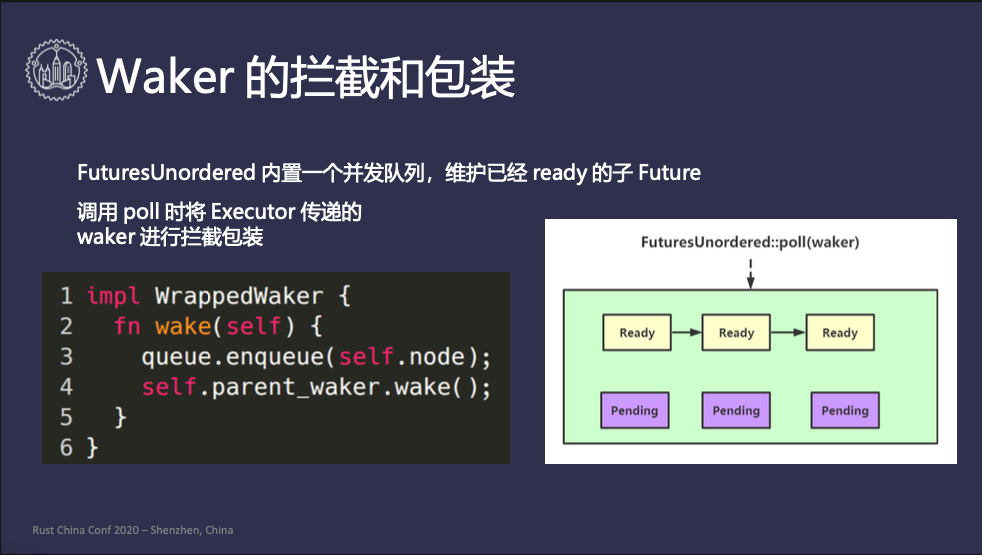 Waker 的拦截和包装
FuturesUnordered 内置一个并发队列，维护已经 ready 的子 Future
调用 poll 时将 Executor 传递的
waker 进行拦截包装
1 impl WrappedWaker {
2   fn wake(self) {
3     queue.enqueue(self.node);
4     self.parent_waker.wake();
5   }
6 }
FuturesUnordered::poll(waker)
Ready Ready Ready
Pending Pending Pending
Rust China Conf 2020 – Shenzhen, China